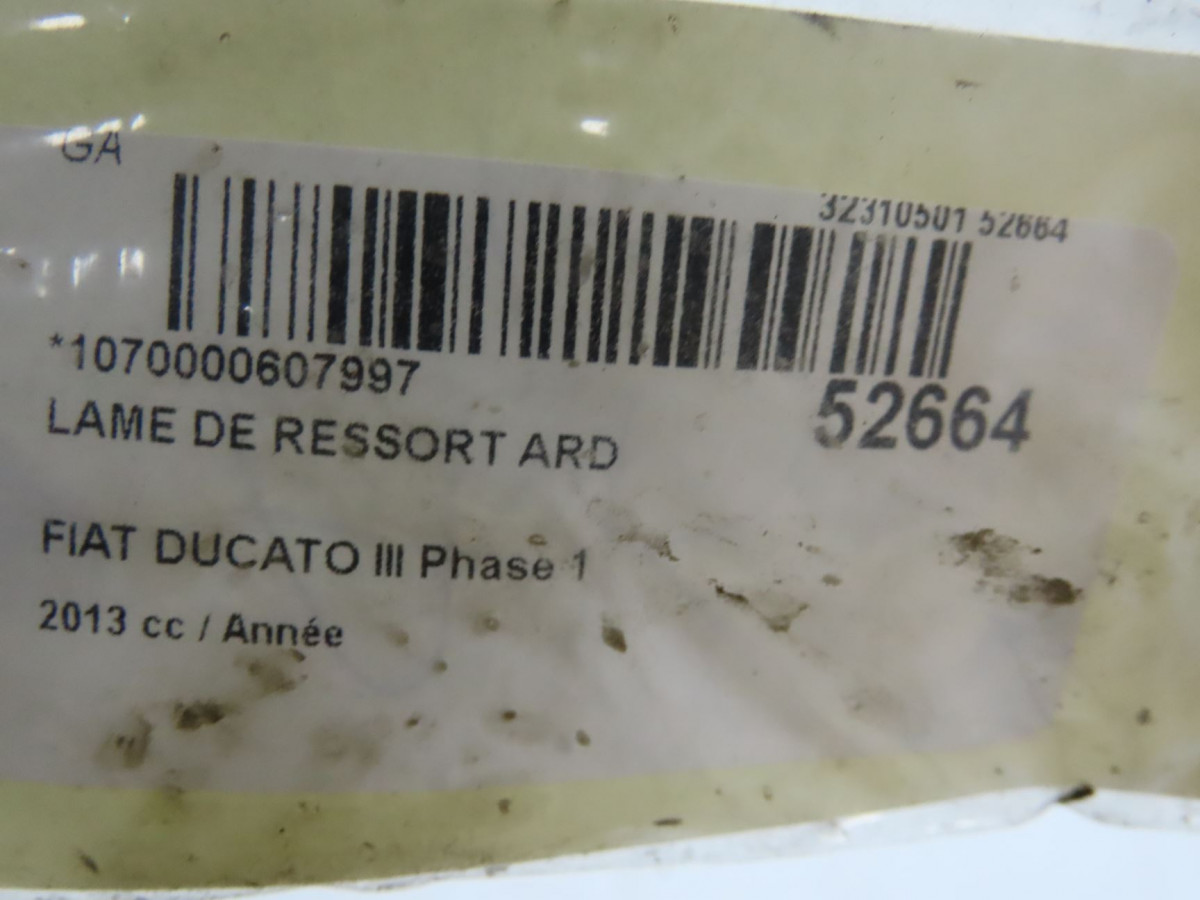 GA
32310501 52664
*1070000607997
52664
LAME DE RESSORT ARD
FIAT DUCATO III Phase 1
2013 cc / Année